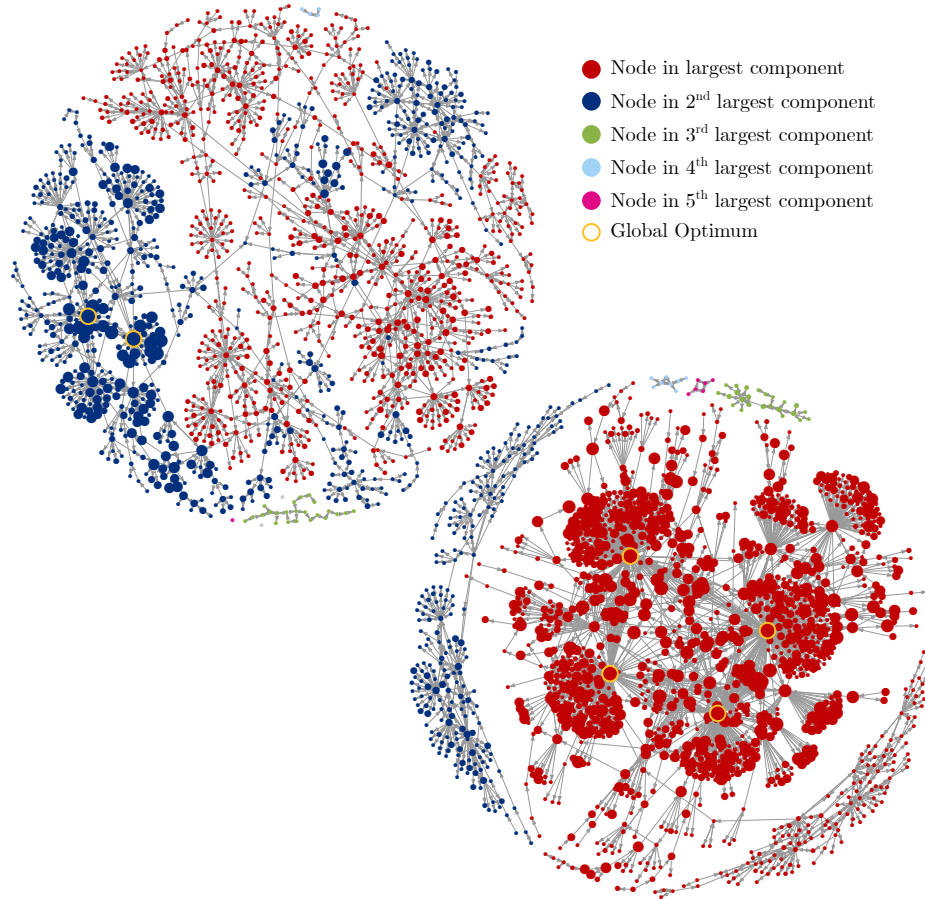 Node in largest component
Node in 2nd largest component
Node in 3rd largest component
Node in 4th largest component
Node in 5th largest component
Global Optimum